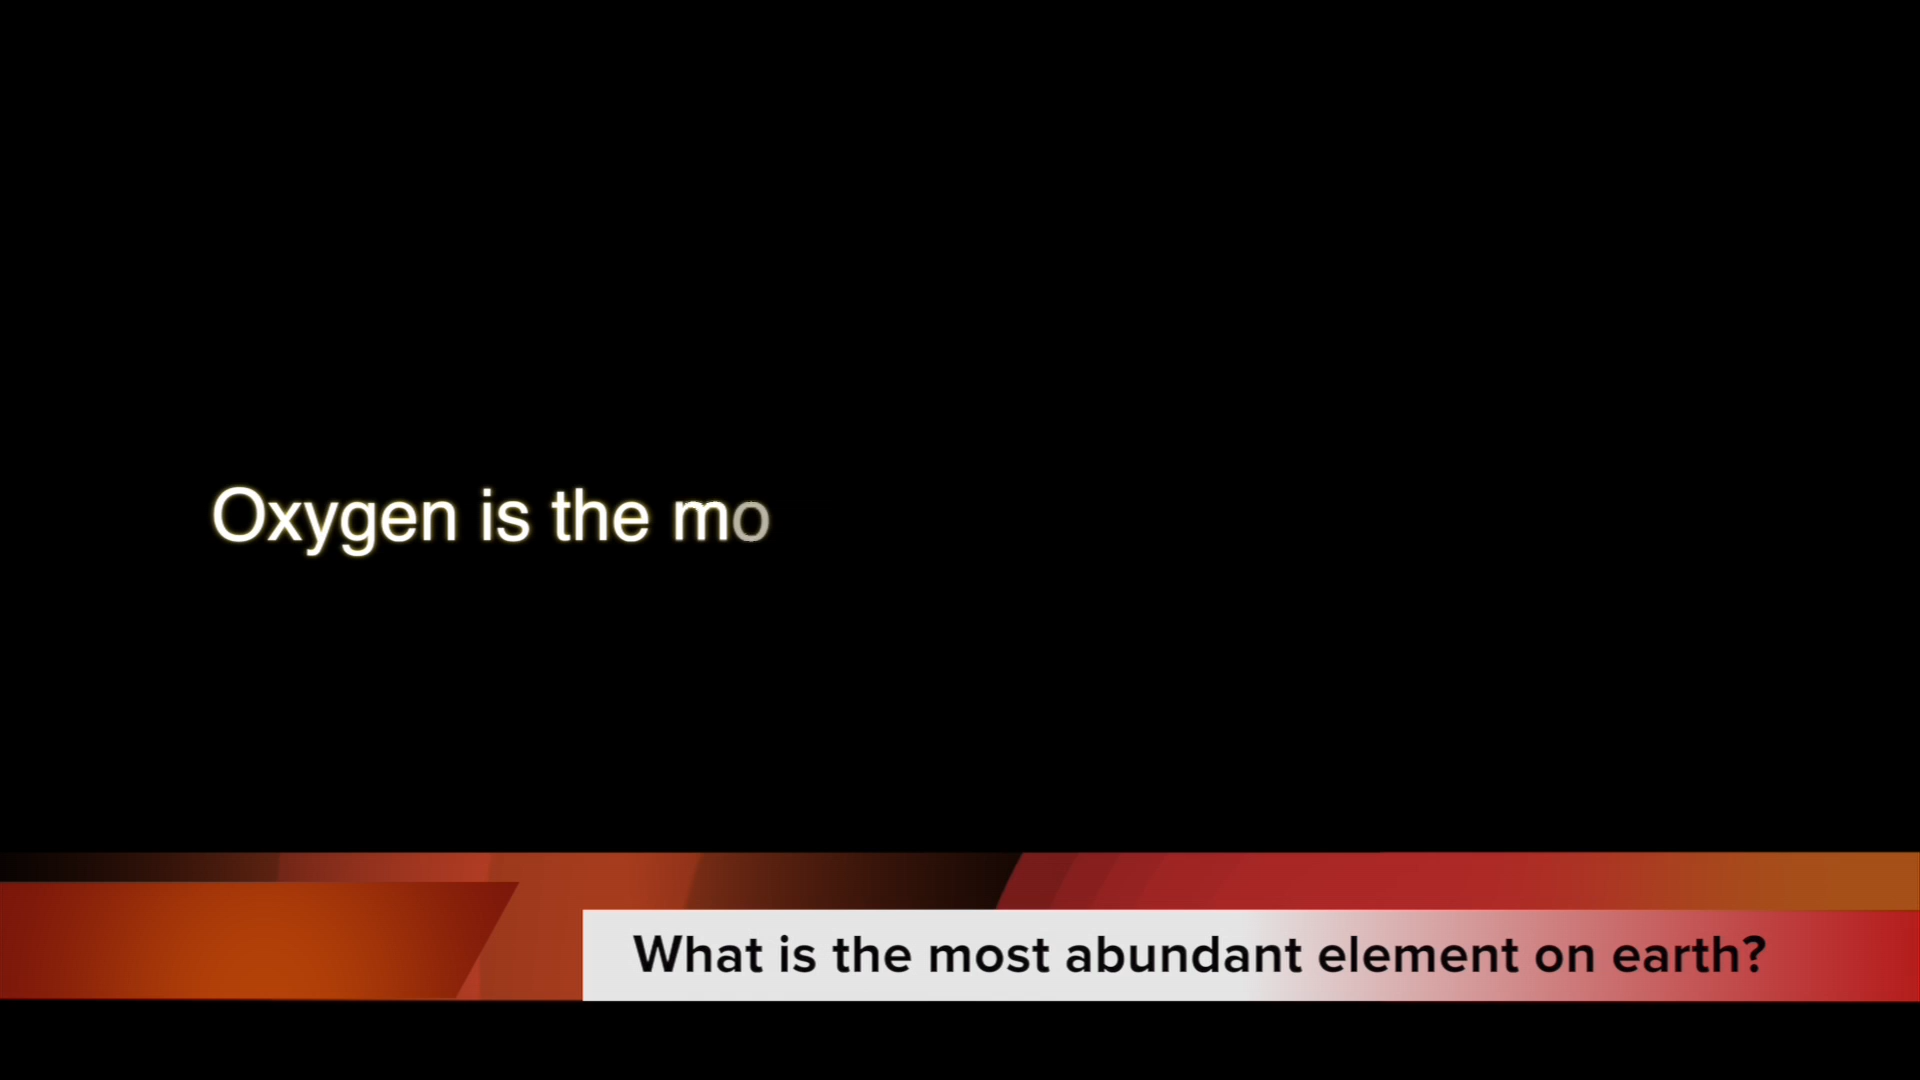 Oxygen is the mo
What is the most abundant element on earth?